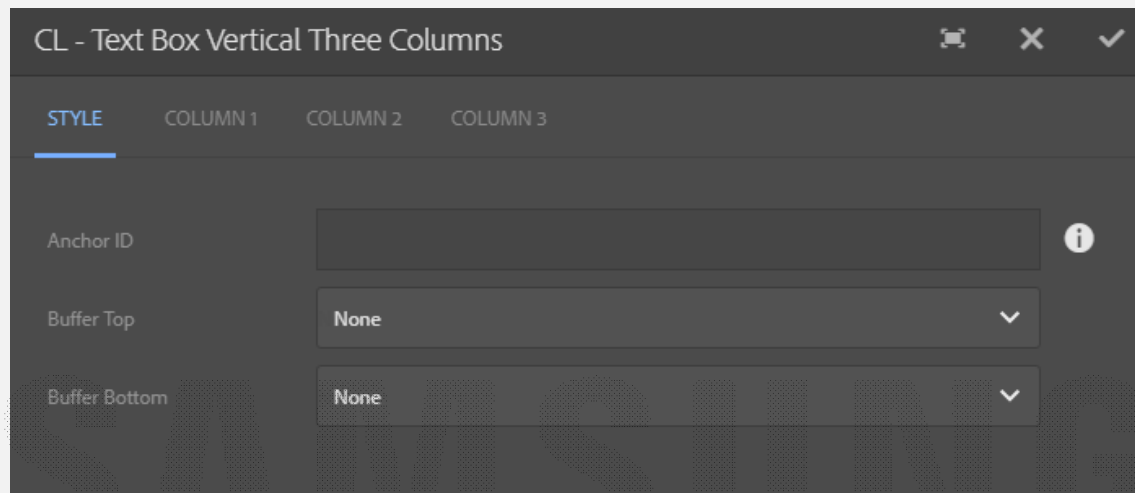 CL - Text Box Vertical Three Columns
STYLE COLUMN 1 COLUMN 2 COLUMN 3
Anchor ID
Buffer Top None
Buffer Bottom None
SAMSUNG